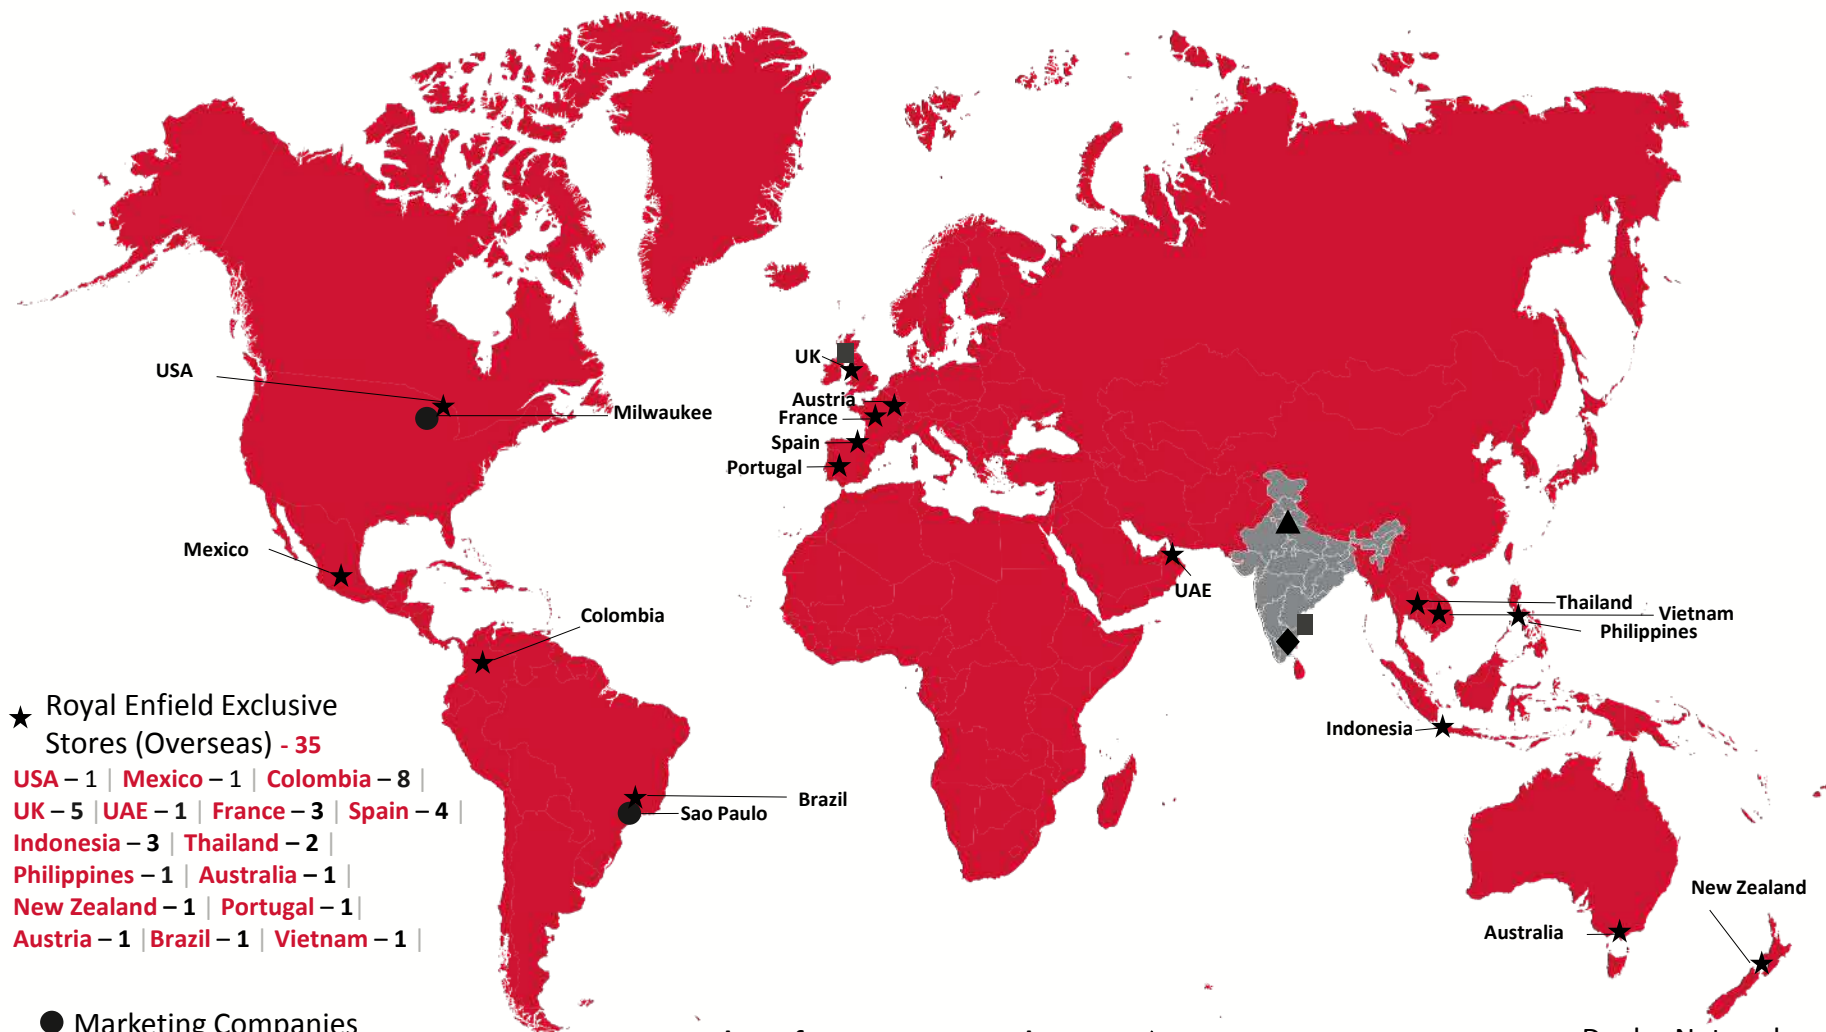 USA
Milwaukee
Mexico
Colombia
Brazil
Sao Paulo
UK
Austria
France
Spain
Portugal
UAE
Thailand
Vietnam
Philippines
Indonesia
New Zealand
Australia
Royal Enfield Exclusive
Stores (Overseas) - 35
USA – 1 | Mexico – 1 | Colombia – 8 |
UK – 5 | UAE – 1 | France – 3 | Spain – 4 |
Indonesia – 3 | Thailand – 2 |
Philippines – 1 | Australia – 1 |
New Zealand – 1 | Portugal – 1 |
Austria – 1 | Brazil – 1 | Vietnam – 1 |
Marketing Companies